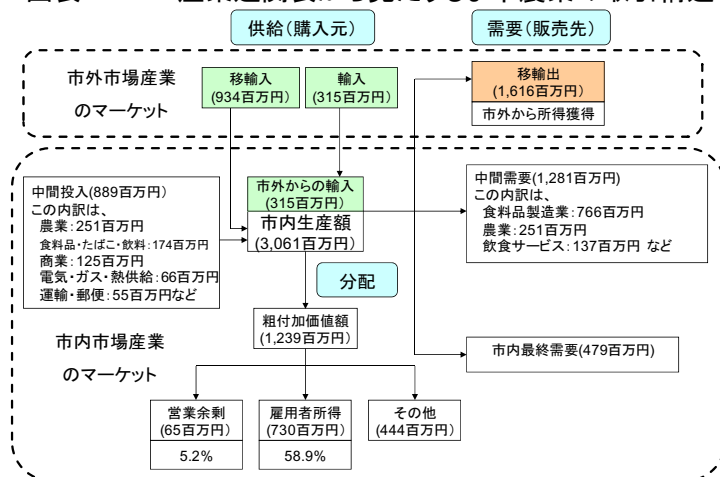 供給(購入元)
需要(販売先)
市外市場産業
のマーケット
移輸入
(934百万円)
輸入
(315百万円)
移輸出
(1,616百万円)
市外から所得獲得
中間投入(889百万円)
この内訳は、
農業:251百万円
食料品・たばこ・飲料:174百万円
商業:125百万円
電気・ガス・熱供給:66百万円
運輸・郵便:55百万円など
市外からの輸入
(315百万円)
市内生産額
(3,061百万円)
中間需要(1,281百万円)
この内訳は、
食料品製造業:766百万円
農業:251百万円
飲食サービス:137百万円 など
分配
粗付加価値額
(1,239百万円)
市内市場産業
のマーケット
市内最終需要(479百万円)
営業余剰
(65百万円)
5.2%
雇用者所得
(730百万円)
58.9%
その他
(444百万円)